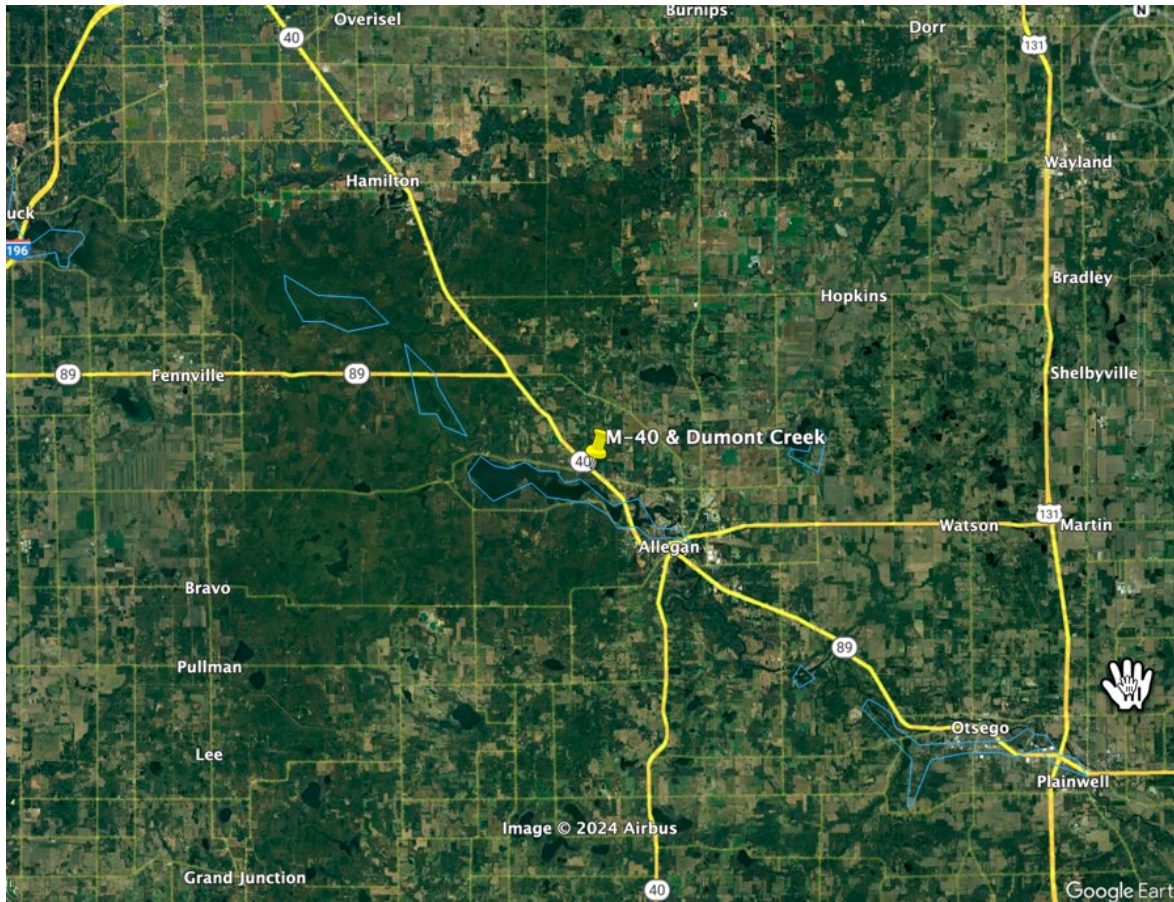 Overisel
Burnips
N
Dorr
40
131
Wayland
Hamilton
uck
196
Bradley
Hopkins
89
Fennville
89
Shelbyville
M-40 & Dumont Creek
40
131
Watson
Martin
Allegan
Bravo
89
Pullman
Otsego
Lee
Plainwell
Image © 2024 Airbus
Grand Junction
40
Google Eart